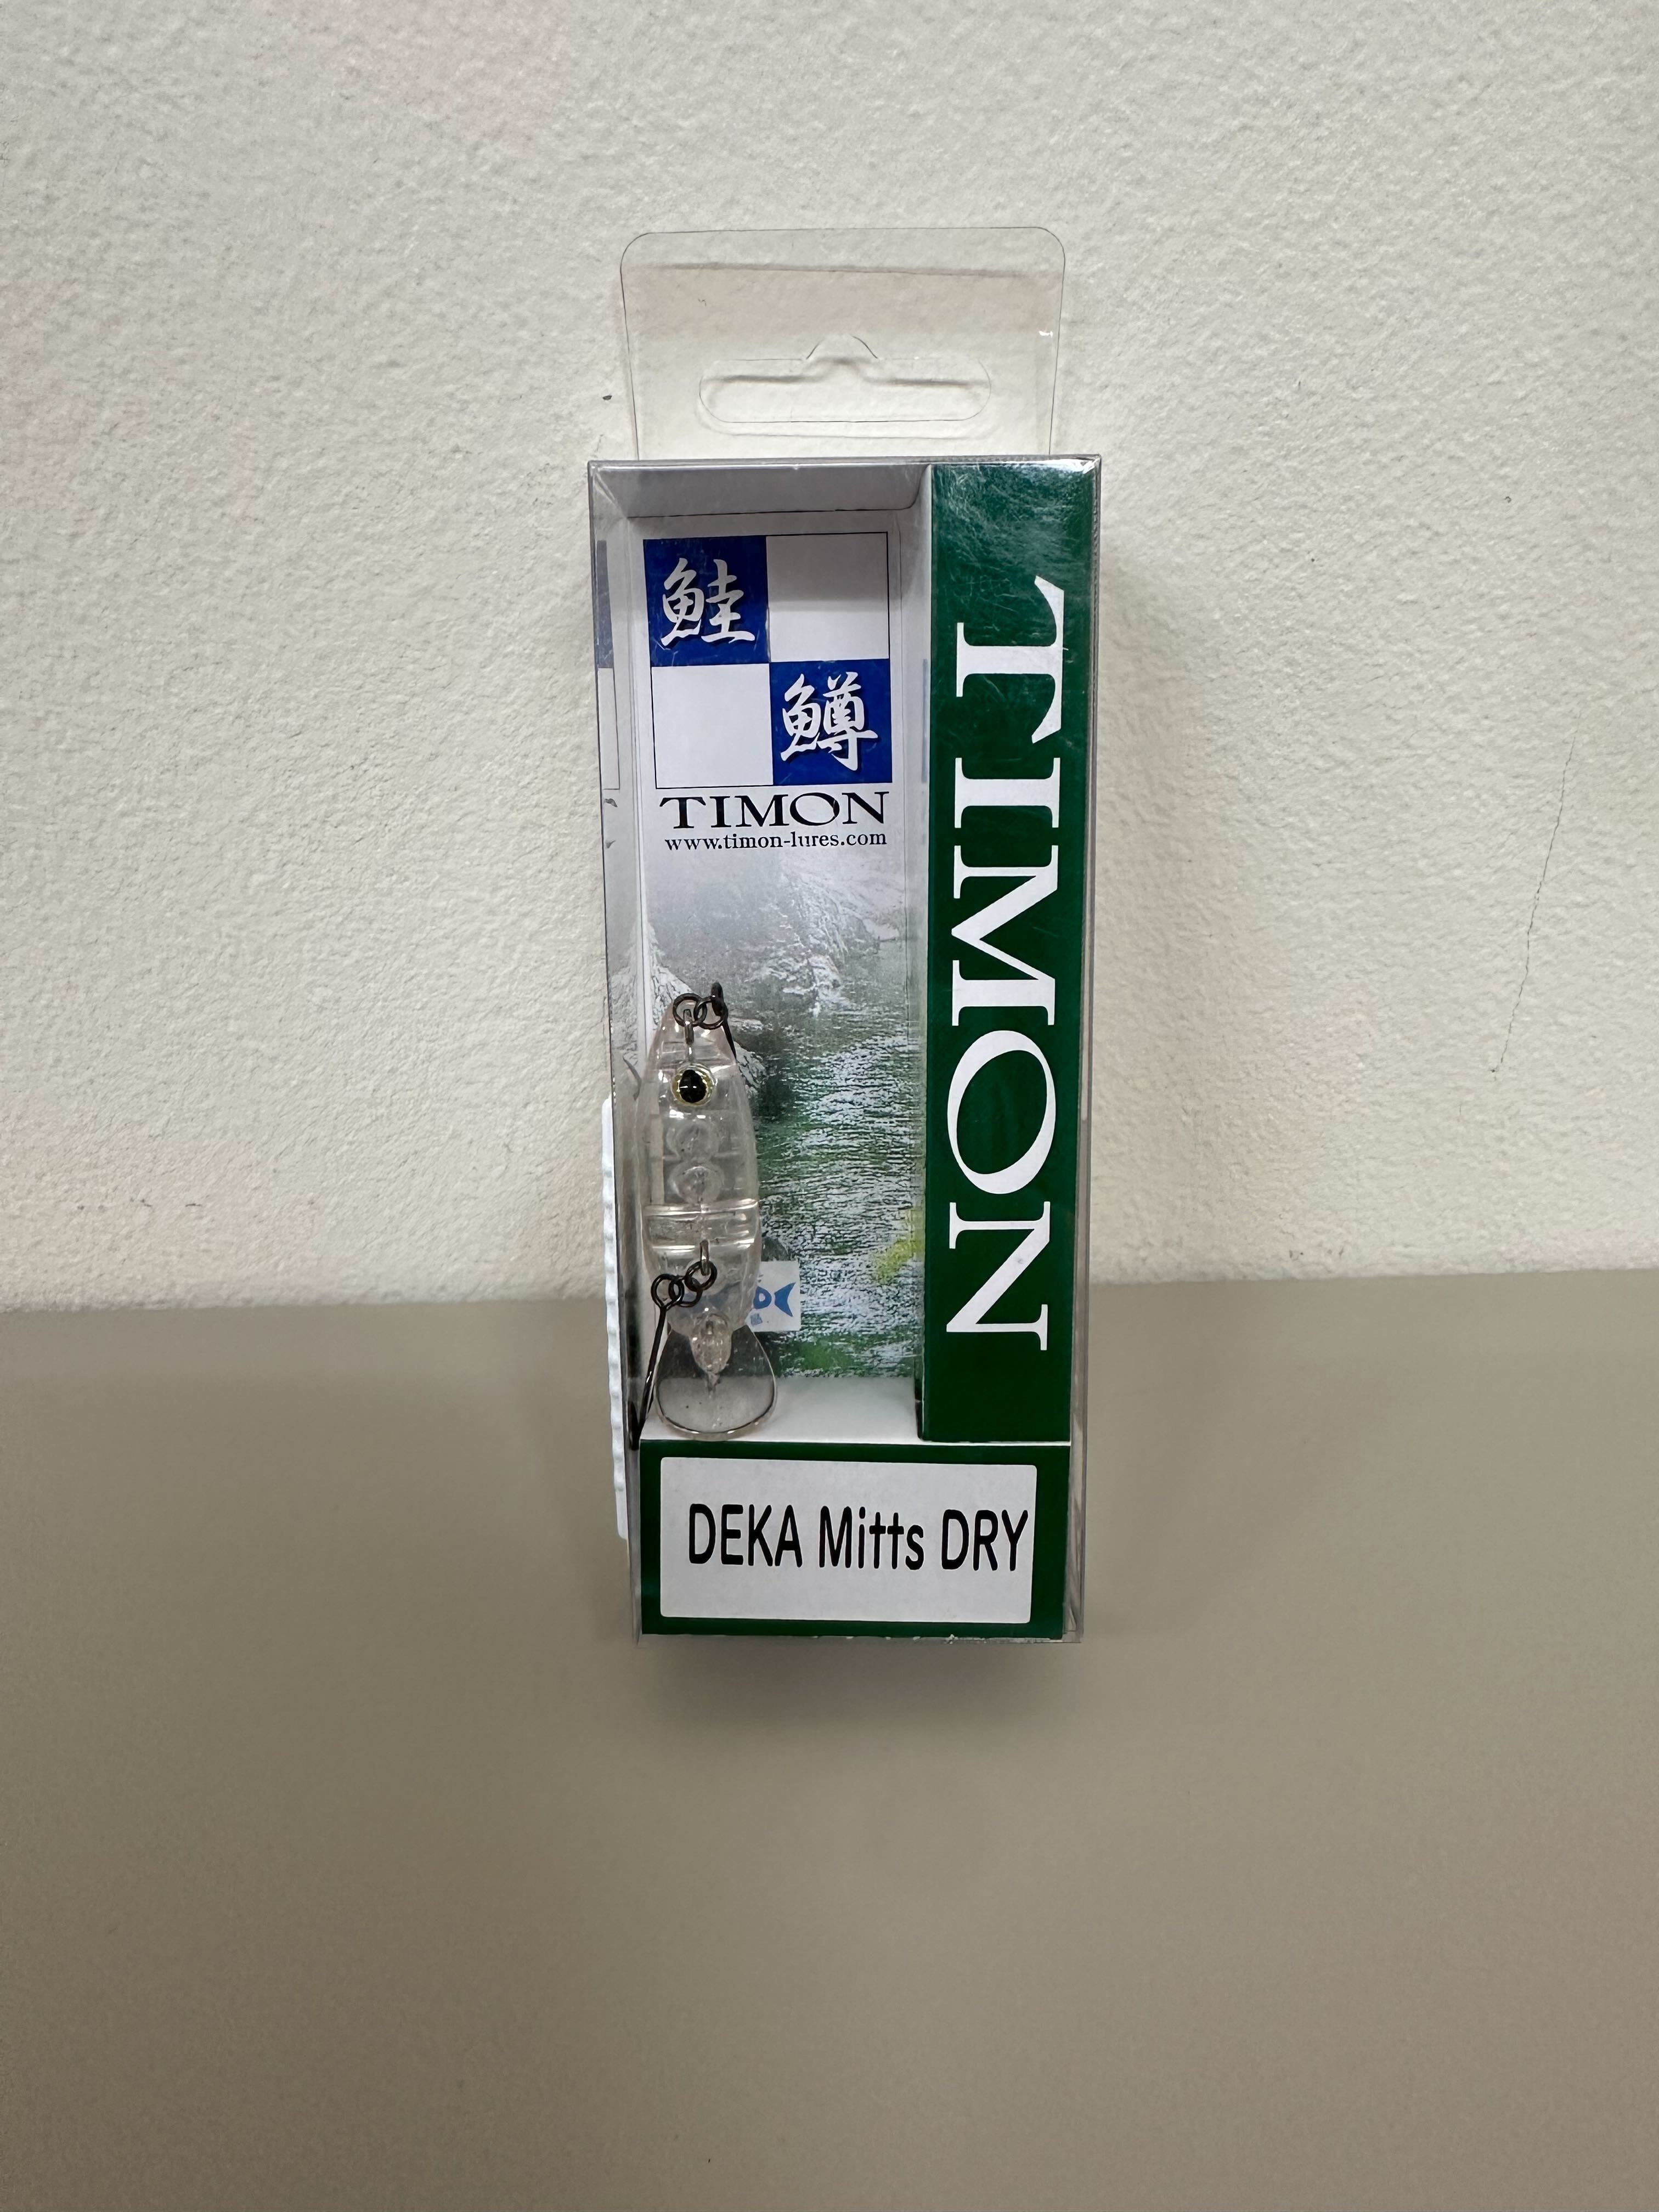 鮭
鱒
TIMON
www.timon-lures.com
TIMON
DEKA Mitts DRY